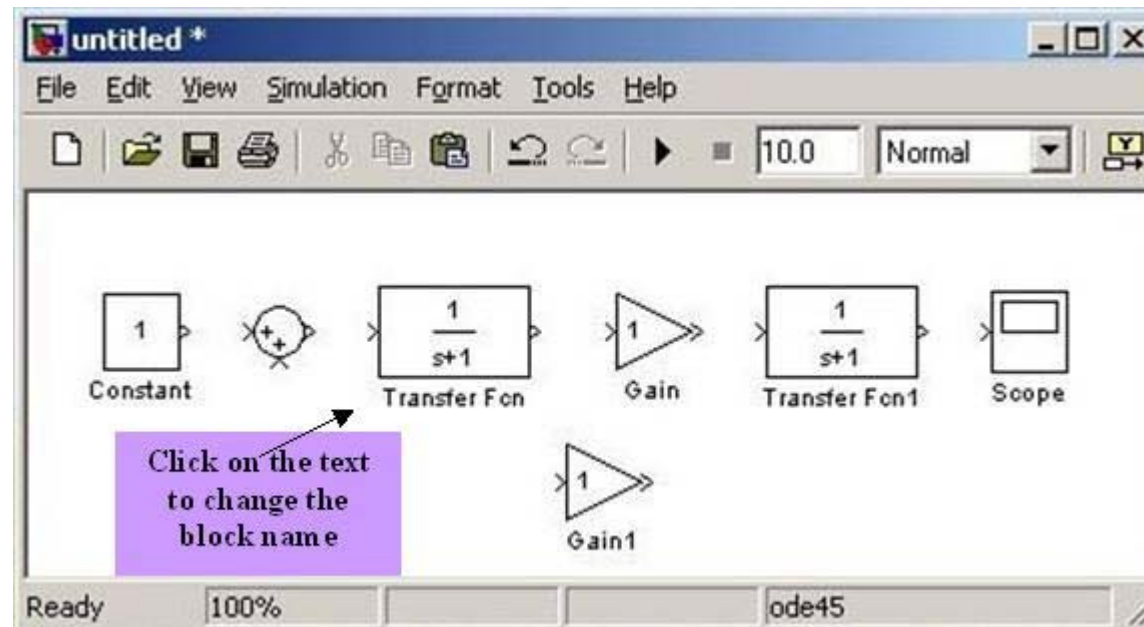 untitled *
File Edit View Simulation Format Tools Help
10.0 Normal
1
+
+
1
s+1
1
1
s+1
Constant
Transfer Fcn
Gain
Transfer Fcn1
Scope
Click on the text
to change the
block name
1
Gain1
Ready 100% ode45